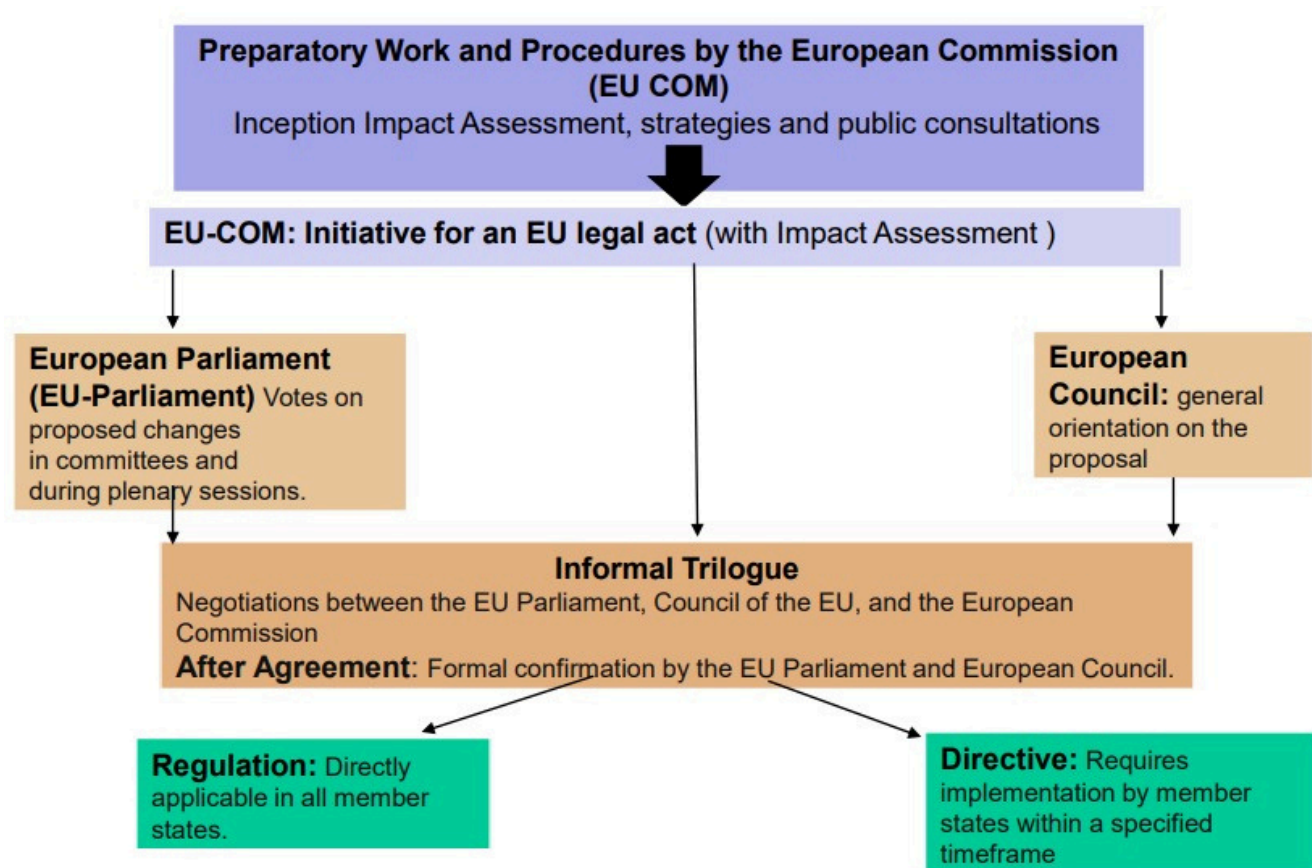 Preparatory Work and Procedures by the European Commission
(EU COM)
Inception Impact Assessment, strategies and public consultations
EU-COM: Initiative for an EU legal act (with Impact Assessment )
European Parliament
(EU-Parliament) Votes on
proposed changes
in committees and
during plenary sessions.
European
Council: general
orientation on the
proposal
Informal Trilogue
Negotiations between the EU Parliament, Council of the EU, and the European
Commission
After Agreement: Formal confirmation by the EU Parliament and European Council.
Regulation: Directly
applicable in all member
states.
Directive: Requires
implementation by member
states within a specified
timeframe